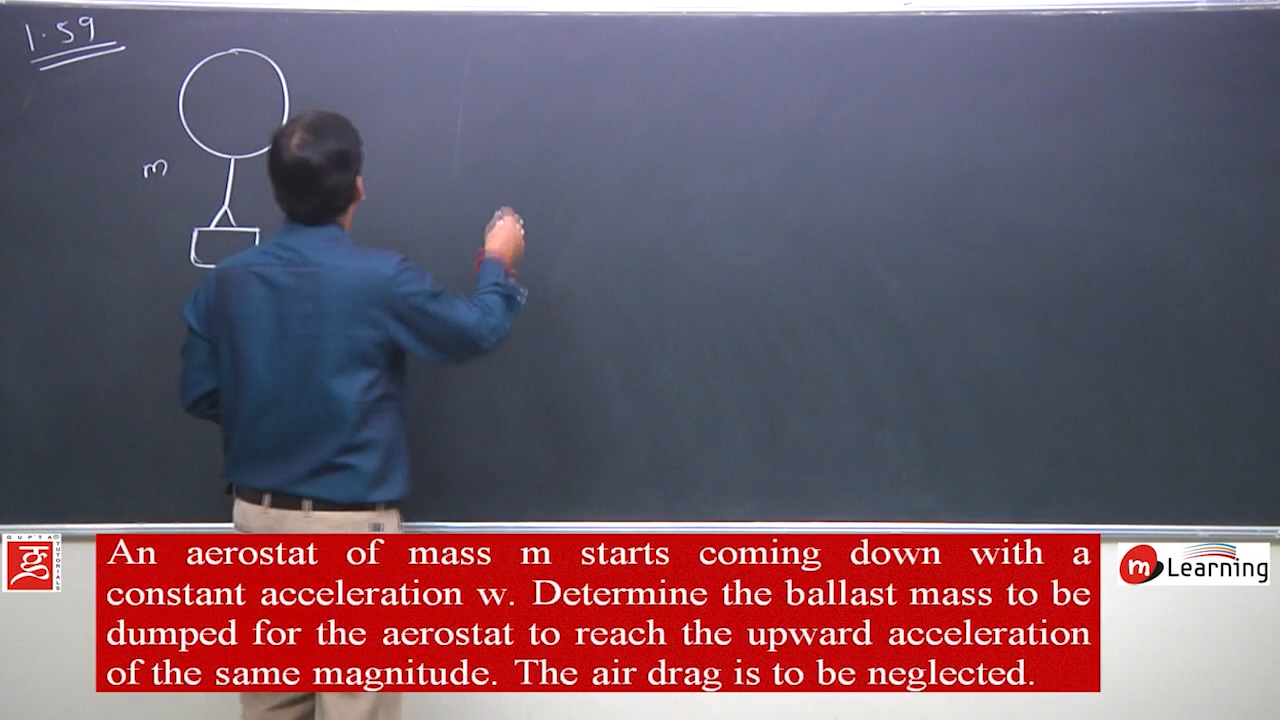 1.59
m
An aerostat of mass m starts coming down with a
constant acceleration w. Determine the ballast mass to be
dumped for the aerostat to reach the upward acceleration
of the same magnitude. The air drag is to be neglected.
GUPTA
TUTORIALS
m Learning